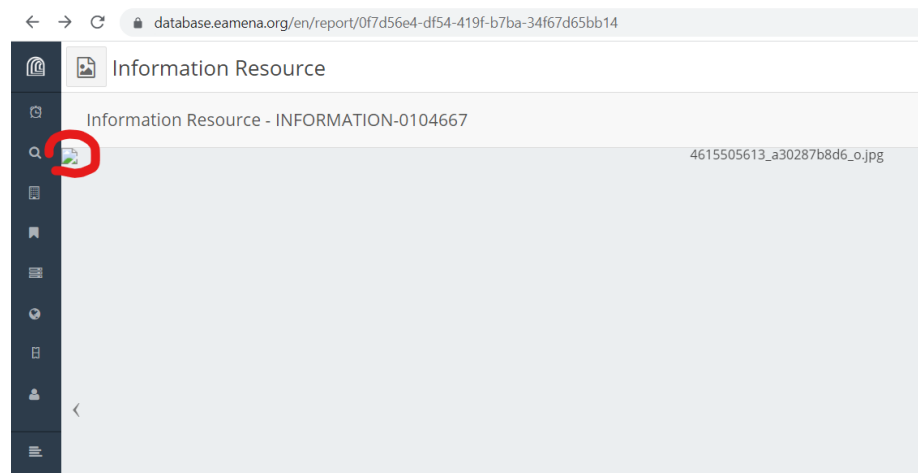 database.eamena.org/en/report/0f7d56e4-df54-419f-b7ba-34f67d65bb14
Information Resource
Information Resource - INFORMATION-0104667
4615505613_a30287b8d6_o.jpg